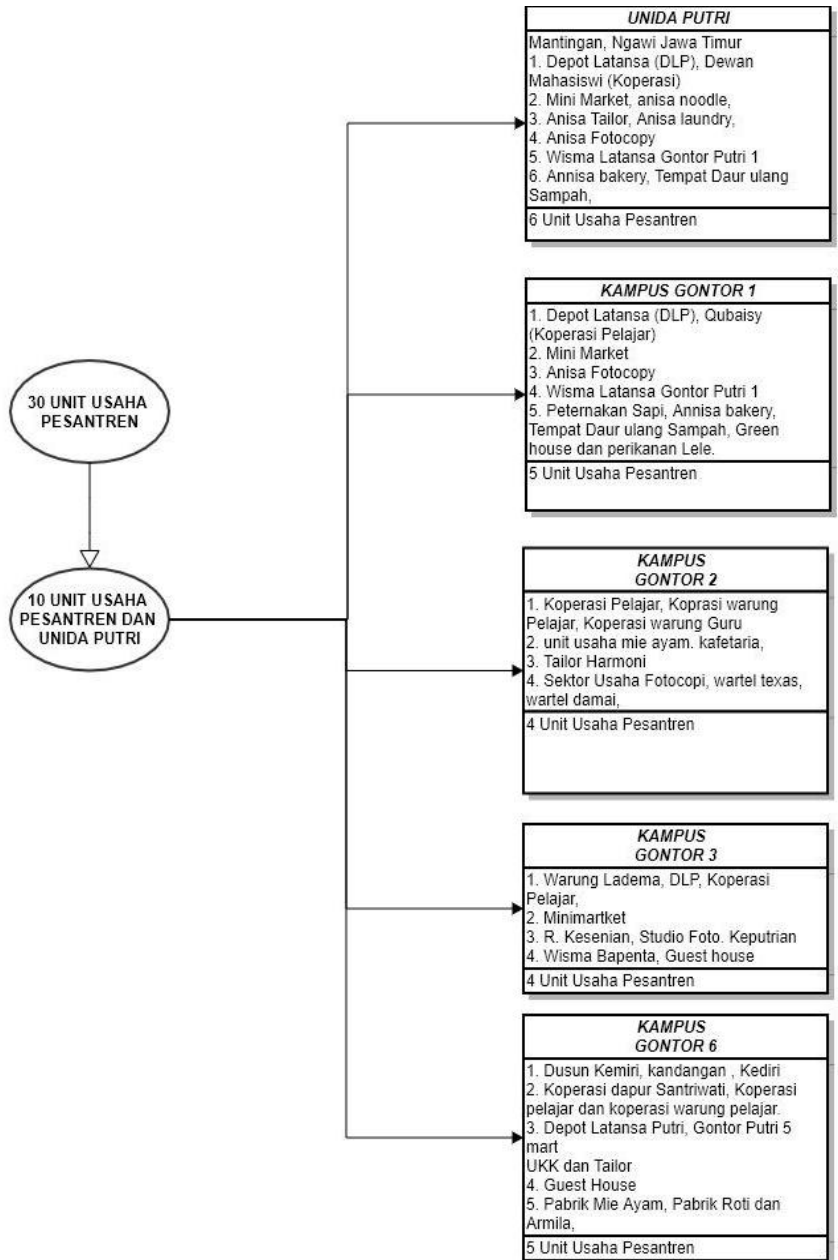 UNIDA PUTRI
Mantingan, Ngawi Jawa Timur
1. Depot Latansa (DLP), Dewan
Mahasiswi (Koperasi)
2. Mini Market, anisa noodle,
3. Anisa Tailor, Anisa laundry,
4. Anisa Fotocopy
5. Wisma Latansa Gontor Putri 1
6. Annisa bakery, Tempat Daur ulang
Sampah,
6 Unit Usaha Pesantren
KAMPUS GONTOR 1
1. Depot Latansa (DLP), Qubaisy
(Koperasi Pelajar)
2. Mini Market
3. Anisa Fotocopy
4. Wisma Latansa Gontor Putri 1
5. Peternakan Sapi, Annisa bakery,
Tempat Daur ulang Sampah, Green
house dan perikanan Lele.
5 Unit Usaha Pesantren
30 UNIT USAHA
PESANTREN
10 UNIT USAHA
PESANTREN DAN
UNIDA PUTRI
KAMPUS
GONTOR 2
1. Koperasi Pelajar, Koprasi warung
Pelajar, Koperasi warung Guru
2. unit usaha mie ayam. kafetaria,
3. Tailor Harmoni
4. Sektor Usaha Fotocopi, wartel texas,
wartel damai,
4 Unit Usaha Pesantren
KAMPUS
GONTOR 3
1. Warung Ladema, DLP, Koperasi
Pelajar,
2. Minimartket
3. R. Kesenian, Studio Foto. Keputrian
4. Wisma Bapenta, Guest house
4 Unit Usaha Pesantren
KAMPUS
GONTOR 6
1. Dusun Kemiri, kandangan , Kediri
2. Koperasi dapur Santriwati, Koperasi
pelajar dan koperasi warung pelajar.
3. Depot Latansa Putri, Gontor Putri 5
mart
UKK dan Tailor
4. Guest House
5. Pabrik Mie Ayam, Pabrik Roti dan
Armila,
5 Unit Usaha Pesantren